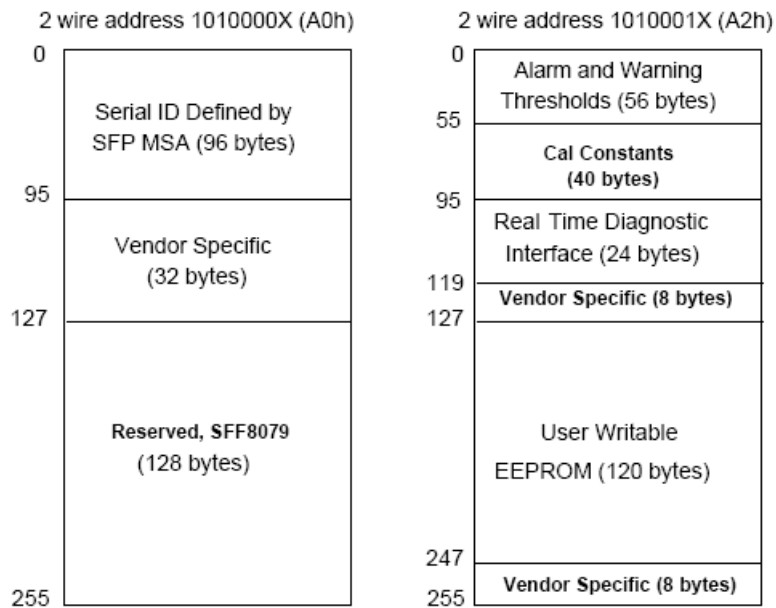 2 wire address 1010000X (A0h)
0
Serial ID Defined by
SFP MSA (96 bytes)
95
Vendor Specific
(32 bytes)
127
Reserved, SFF8079
(128 bytes)
255
2 wire address 1010001X (A2h)
0
Alarm and Warning
Thresholds (56 bytes)
55
Cal Constants
(40 bytes)
95
Real Time Diagnostic
Interface (24 bytes)
119
Vendor Specific (8 bytes)
127
User Writable
EEPROM (120 bytes)
247
Vendor Specific (8 bytes)
255